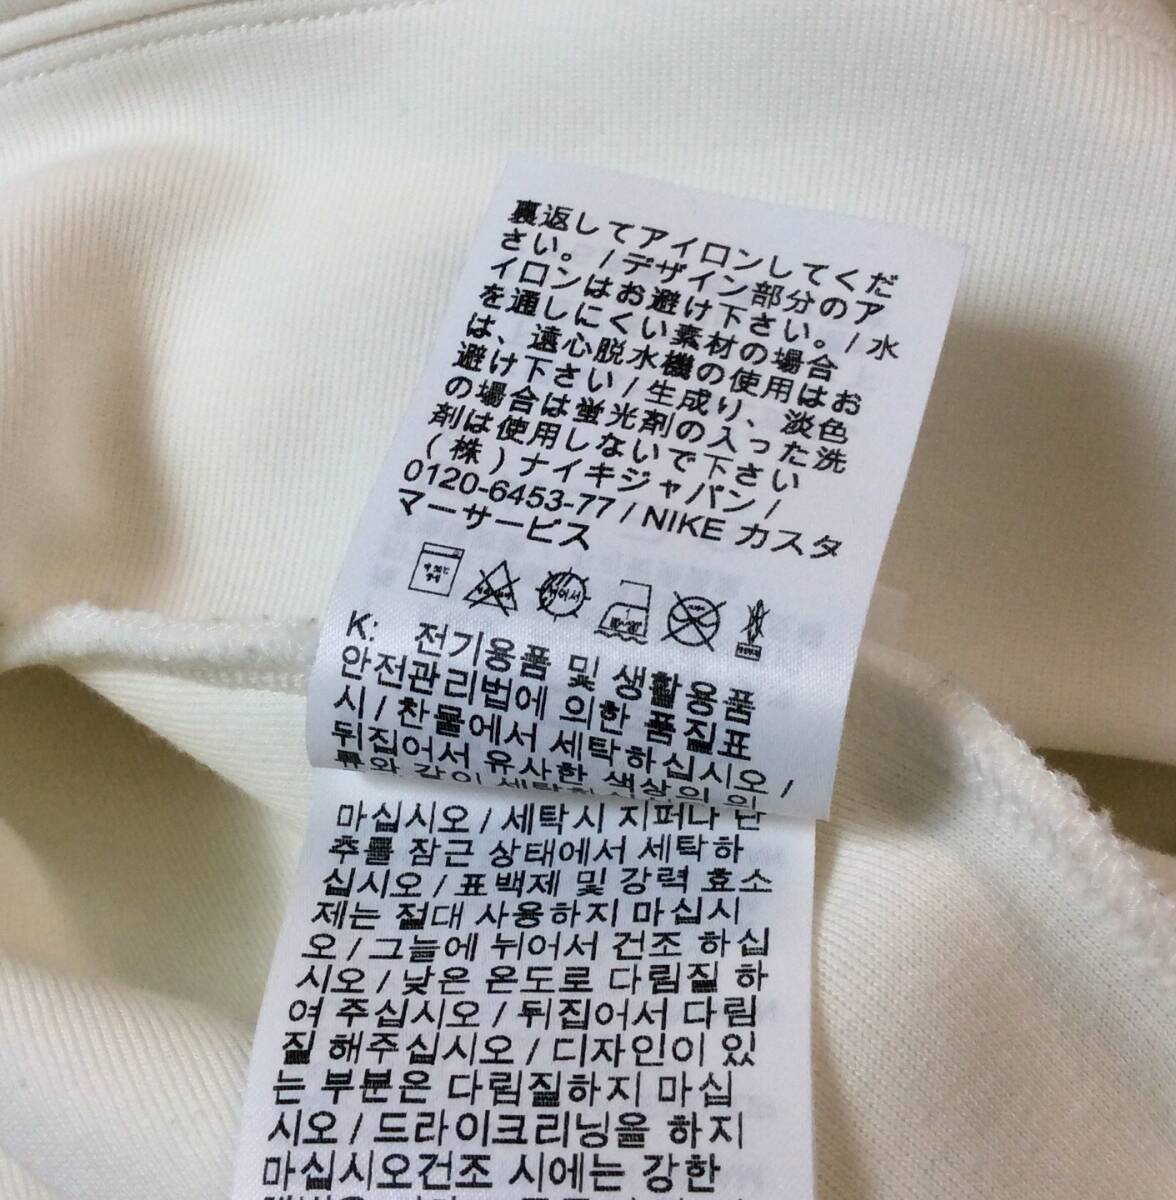 裏返してアイロンしてくだ
さい。/デザイン部分のア
イロンはお避け下さい。/水
を通しにくい素材の場合
は、遠心脱水機の使用はお
避け下さい/生成り、淡色
の場合は蛍光剤の入った洗
剤は使用しないで下さい
(株)ナイキジャパン/
0120-6453-77/NIKE カスタ
マーサービス
K: 전기용품 및 생활용품
안전관리법에 의한 품질표
시/찬물에서 세탁하십시오/
뒤집어서 유사한 색상의 의
류와 같이 세탁하
마십시오/세탁시 지퍼나 단
추를 잠근 상태에서 세탁하
십시오/표백제 및 강력 효소
제는 절대 사용하지 마십시
오/그늘에 뉘어서 건조 하십
시오/낮은 온도로 다림질 하
여 주십시오/뒤집어서 다림
질 해주십시오/디자인이 있
는 부분은 다림질하지 마십
시오/드라이크리닝을 하지
마십시오건조 시에는 강한